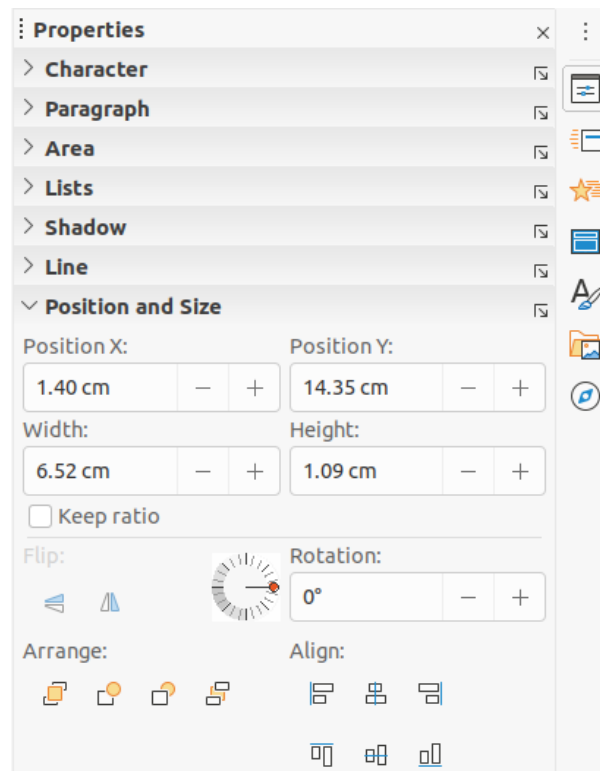 Properties
Character
Paragraph
Area
Lists
Shadow
Line
Position and Size
Position X: Position Y:
1.40 cm 14.35 cm
Width: Height:
6.52 cm 1.09 cm
Keep ratio
Flip: Rotation:
0°
Arrange: Align: